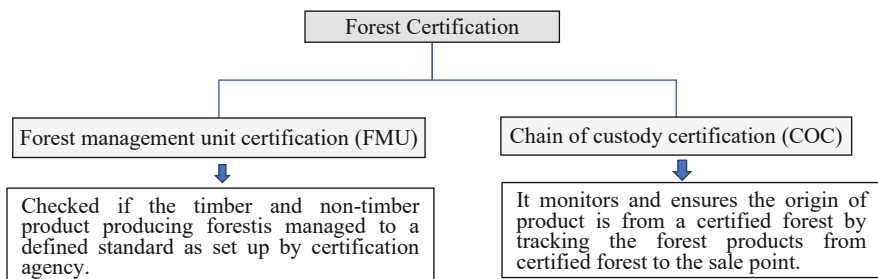 Forest Certification
Forest management unit certification (FMU)
Chain of custody certification (COC)
Checked if the timber and non-timber
product producing forestis managed to a
defined standard as set up by certification
agency.
It monitors and ensures the origin of
product is from a certified forest by
tracking the forest products from
certified forest to the sale point.